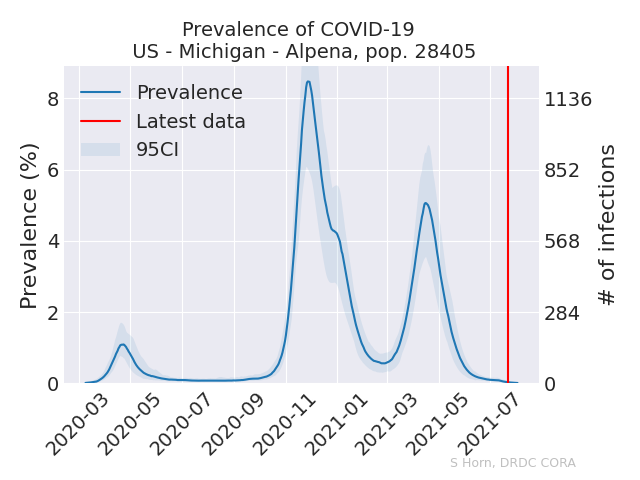 Prevalence of COVID-19
US - Michigan - Alpena, pop. 28405
Prevalence
Latest data
95CI
Prevalence (%)
8
6
4
2
0
1136
852
568
284
0
# of infections
2020-03
2020-05
2020-07
2020-09
2020-11
2021-01
2021-03
2021-05
2021-07
S Horn, DRDC CORA